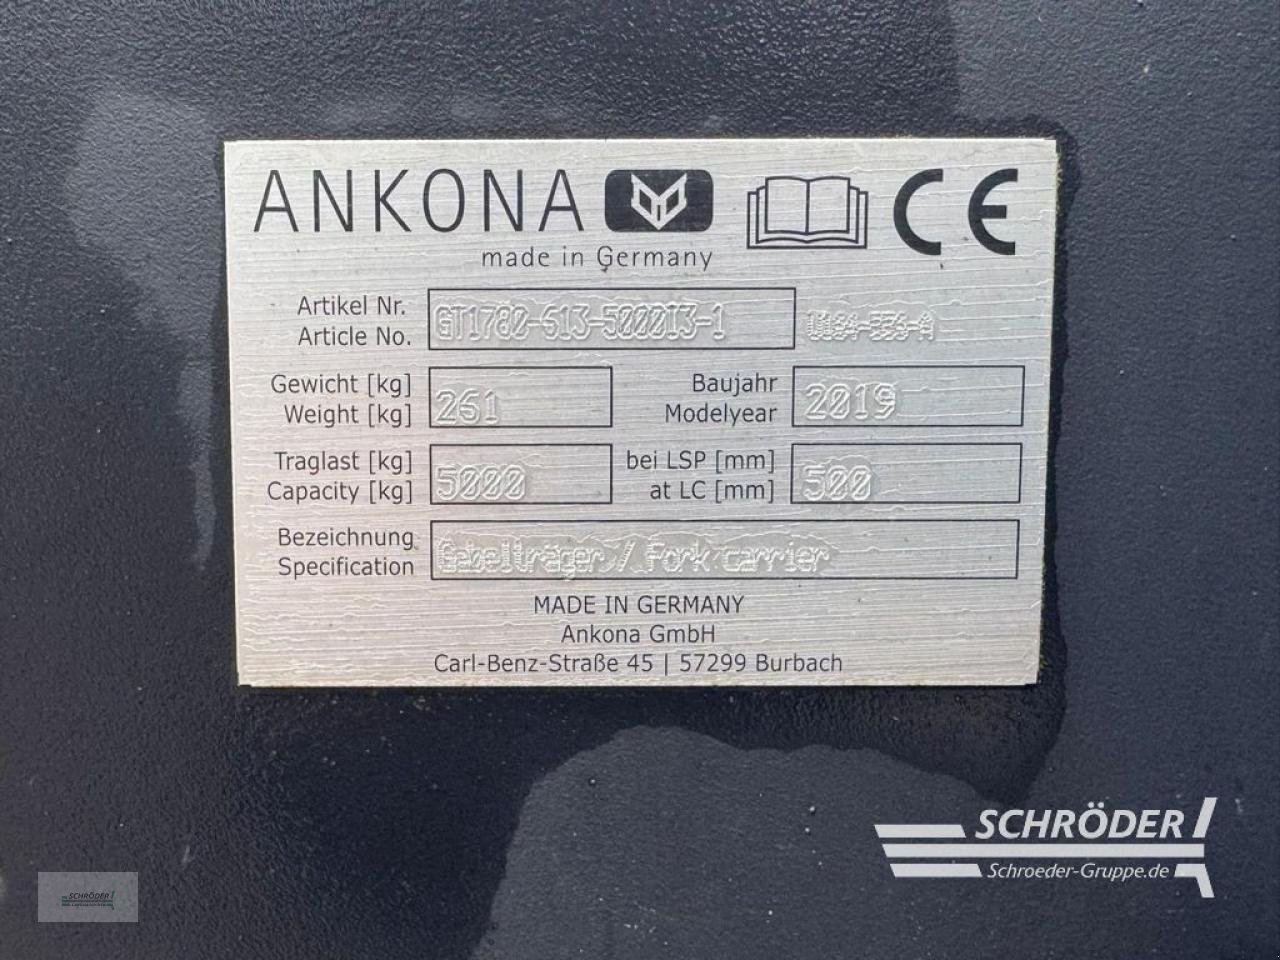 ANKONA
made in Germany
CE
Artikel Nr.
Article No.
GT1780-613-5000I3-1
Gewicht [kg]
Weight [kg]
261
Baujahr
Modelyear
2019
Traglast [kg]
Capacity [kg]
5000
bei LSP [mm]
at LC [mm]
500
Bezeichnung
Specification
Gabelträger / Fork carrier
MADE IN GERMANY
Ankona GmbH
Carl-Benz-Straße 45 | 57299 Burbach
SCHRÖDER
Schroeder-Gruppe.de
SCHRÖDER